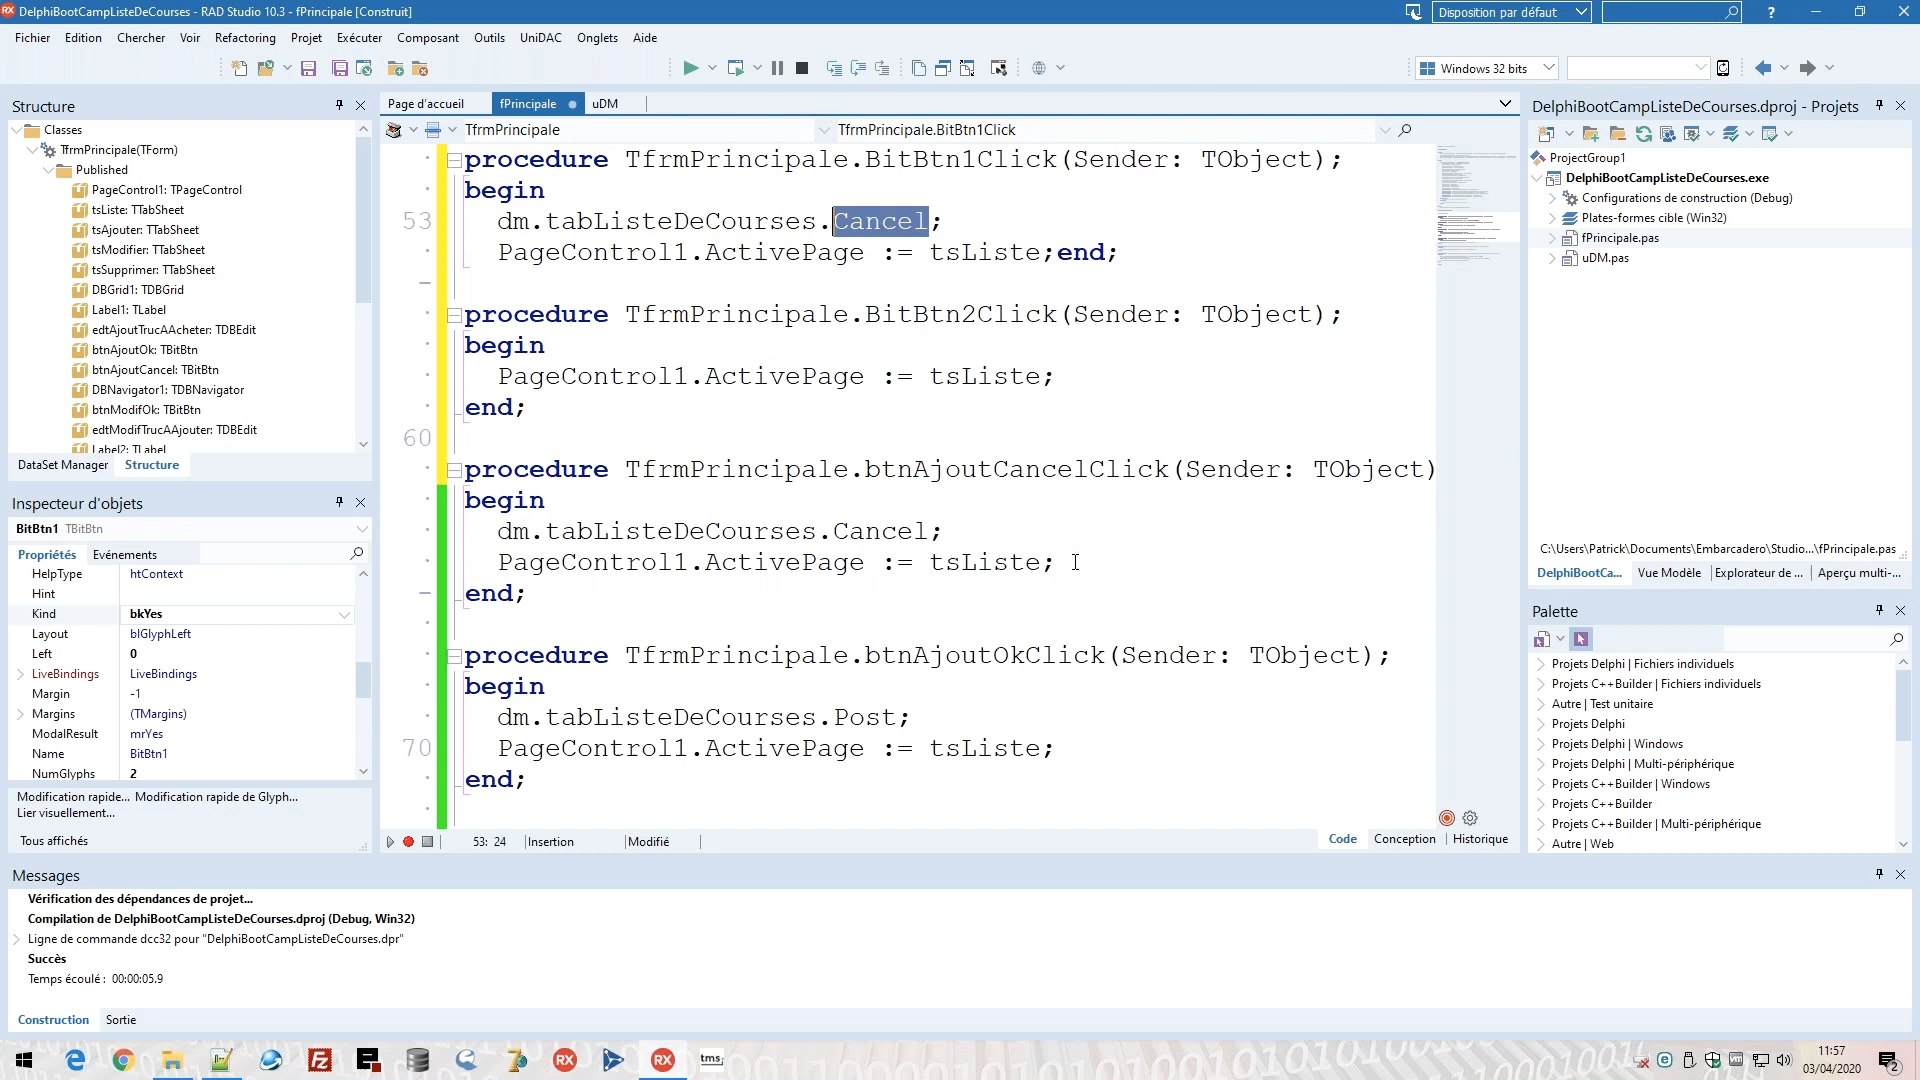 DelphiBootCampListeDeCourses - RAD Studio 10.3 - fPrincipale [Construit]
Disposition par défaut
Fichier Edition Chercher Voir Refactoring Projet Exécuter Composant Outils UniDAC Onglets Aide
Windows 32 bits
Structure
Classes
TfrmPrincipale(TForm)
Published
PageControl1: TPageControl
tsListe: TTabSheet
tsAjouter: TTabSheet
tsModifier: TTabSheet
tsSupprimer: TTabSheet
DBGrid1: TDBGrid
Label1: TLabel
edtAjoutTrucAAcheter: TDBEdit
btnAjoutOk: TBitBtn
btnAjoutCancel: TBitBtn
DBNavigator1: TDBNavigator
btnModifOk: TBitBtn
edtModifTrucAAjouter: TDBEdit
Label2: TLabel
DataSet Manager Structure
Inspecteur d'objets
BitBtn1 TBitBtn
Propriétés Evénements
HelpType htContext
Hint
Kind bkYes
Layout blGlyphLeft
Left 0
LiveBindings LiveBindings
Margin -1
Margins (TMargins)
ModalResult mrYes
Name BitBtn1
NumGlyphs 2
Modification rapide... Modification rapide de Glyph...
Lier visuellement...
Tous affichés
Page d'accueil fPrincipale uDM
TfrmPrincipale TfrmPrincipale.BitBtn1Click
procedure TfrmPrincipale.BitBtn1Click(Sender: TObject);
begin
53 dm.tabListeDeCourses.Cancel;
PageControl1.ActivePage := tsListe;end;
procedure TfrmPrincipale.BitBtn2Click(Sender: TObject);
begin
PageControl1.ActivePage := tsListe;
end;
60
procedure TfrmPrincipale.btnAjoutCancelClick(Sender: TObject)
begin
dm.tabListeDeCourses.Cancel;
PageControl1.ActivePage := tsListe;
end;
procedure TfrmPrincipale.btnAjoutOkClick(Sender: TObject);
begin
dm.tabListeDeCourses.Post;
70 PageControl1.ActivePage := tsListe;
end;
53: 24 Insertion Modifié
Code Conception Historique
DelphiBootCampListeDeCourses.dproj - Projets
ProjectGroup1
DelphiBootCampListeDeCourses.exe
Configurations de construction (Debug)
Plates-formes cible (Win32)
fPrincipale.pas
uDM.pas
C:\Users\Patrick\Documents\Embarcadero\Studio...\fPrincipale.pas
DelphiBootCa... Vue Modèle Explorateur de ... Aperçu multi-...
Palette
Projets Delphi | Fichiers individuels
Projets C++Builder | Fichiers individuels
Autre | Test unitaire
Projets Delphi
Projets Delphi | Windows
Projets Delphi | Multi-périphérique
Projets C++Builder | Windows
Projets C++Builder
Projets C++Builder | Multi-périphérique
Autre | Web
Messages
Vérification des dépendances de projet...
Compilation de DelphiBootCampListeDeCourses.dproj (Debug, Win32)
Ligne de commande dcc32 pour "DelphiBootCampListeDeCourses.dpr"
Succès
Temps écoulé : 00:00:05.9
Construction Sortie
RX RX tms
11:57
03/04/2020
2